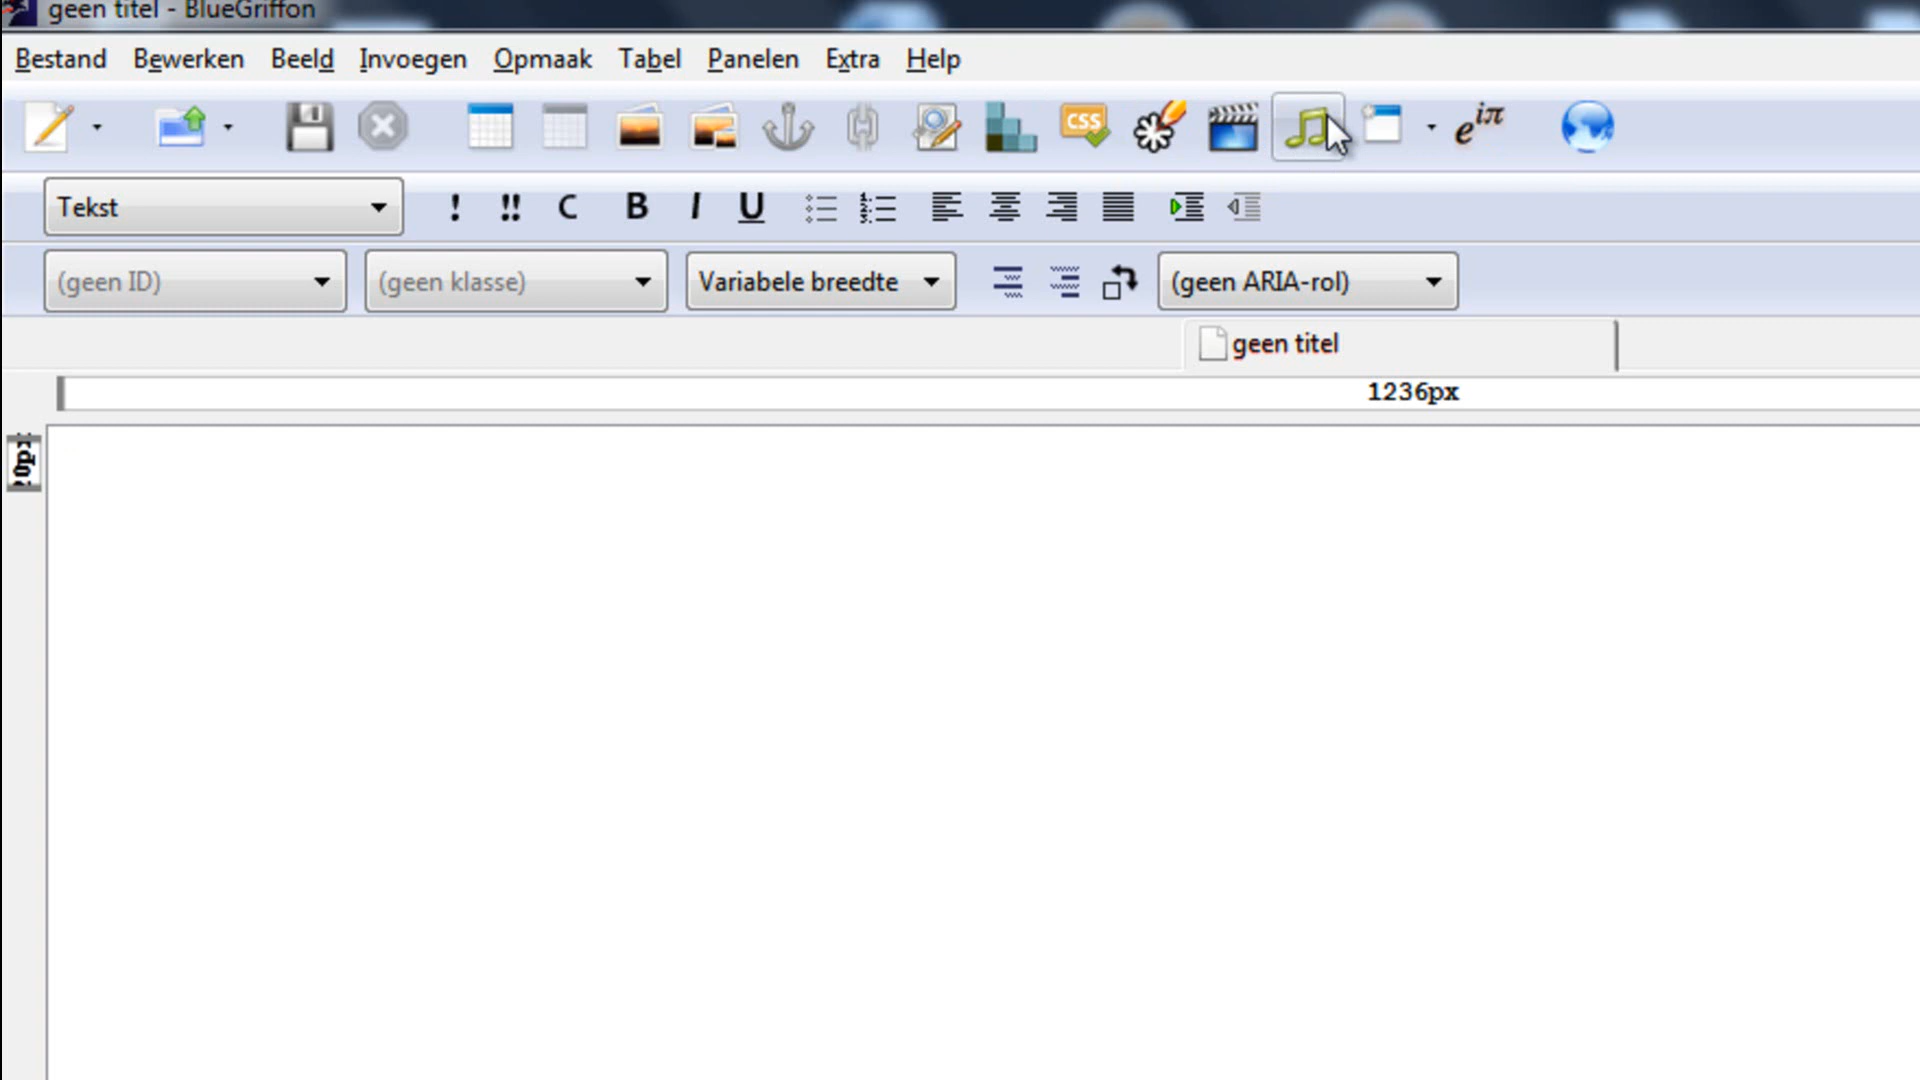 geen titel - BlueGriffon
Bestand Bewerken Beeld Invoegen Opmaak Tabel Panelen Extra Help
CSS e^iπ
Tekst ! !! C B I U
(geen ID) (geen klasse) Variabele breedte (geen ARIA-rol)
geen titel
1236px